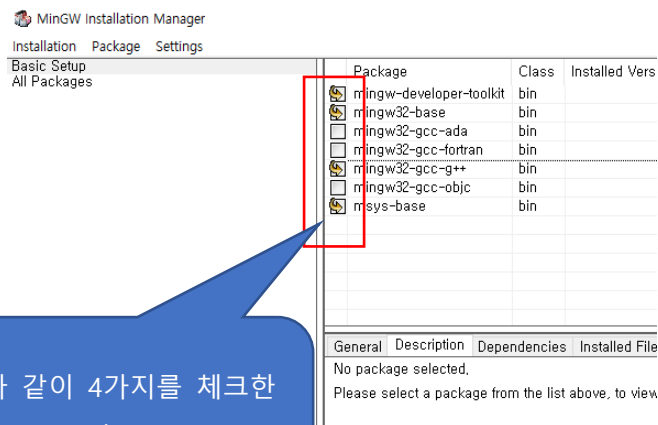 MinGW Installation Manager
Installation Package Settings
Basic Setup
All Packages
Package Class Installed Vers
mingw-developer-toolkit bin
mingw32-base bin
mingw32-gcc-ada bin
mingw32-gcc-fortran bin
mingw32-gcc-g++ bin
mingw32-gcc-objc bin
msys-base bin
General Description Dependencies Installed File
No package selected.
Please select a package from the list above, to view
같이 4가지를 체크한